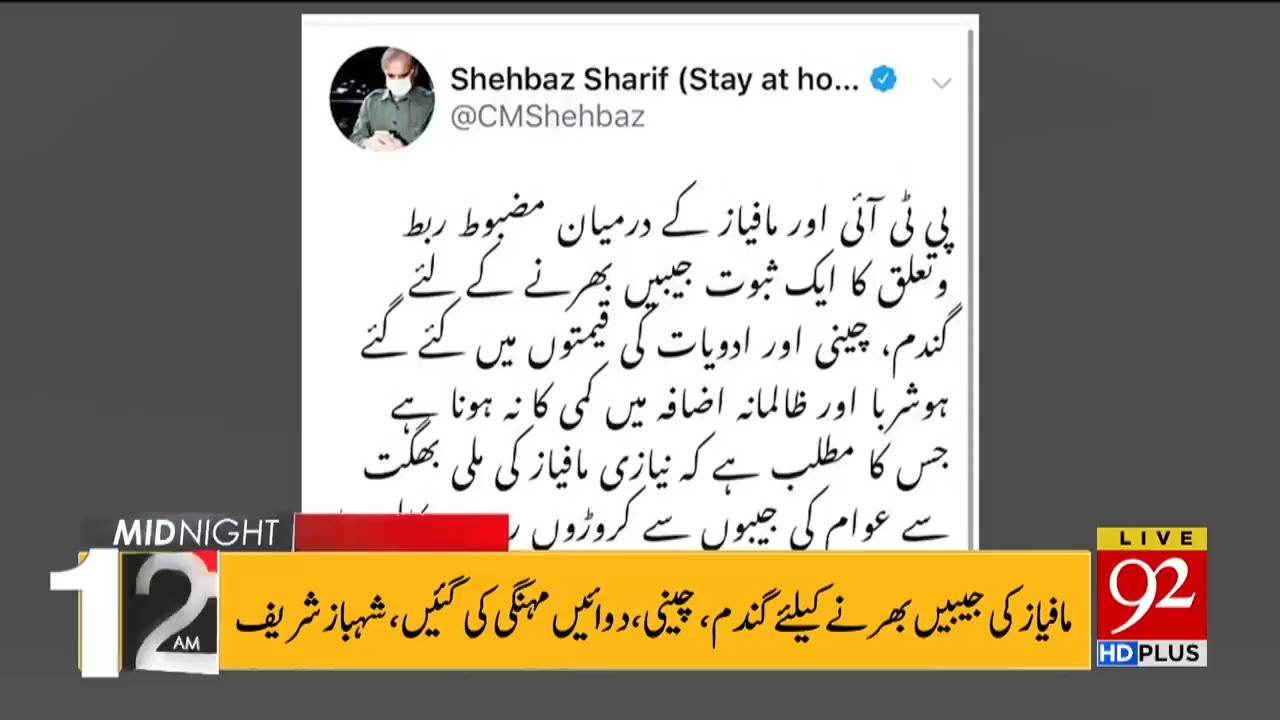 Shehbaz Sharif (Stay at ho...
@CMShehbaz
پی ٹی آئی اور مافیاز کے درمیان مضبوط ربط
وتعلق کا ایک ثبوت جیبیں بھرنے کے لئے
گندم، چینی اور ادویات کی قیمتوں میں کئے گئے
ہوشربا اور ظالمانہ اضافہ میں کمی کا نہ ہونا ہے
جس کا مطلب ہے کہ نیازی مافیاز کی ملی بھگت
سے عوام کی جیبوں سے کروڑوں
MIDNIGHT
12
AM
مافیاز کی جیبیں بھرنے کیلئے گندم، چینی، دوائیں مہنگی کی گئیں، شہباز شریف
LIVE
92
HD PLUS